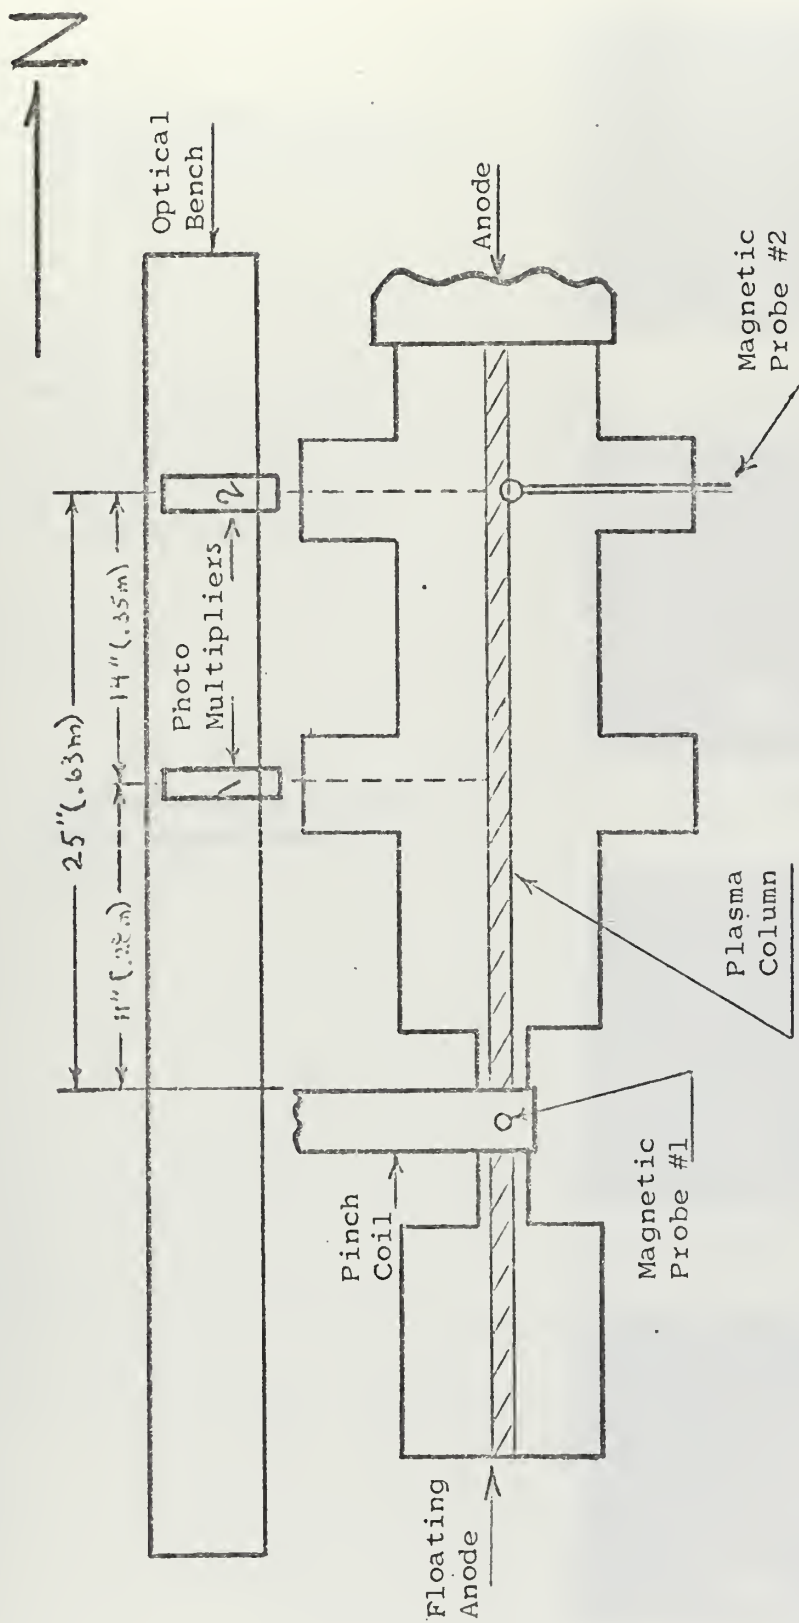 N
Optical
Bench
25"(.63m)
11"(.28m)
14"(.35m)
Photo
Multipliers
1
2
Anode
Pinch
Coil
Floating
Anode
Magnetic
Probe #1
Plasma
Column
Magnetic
Probe #2